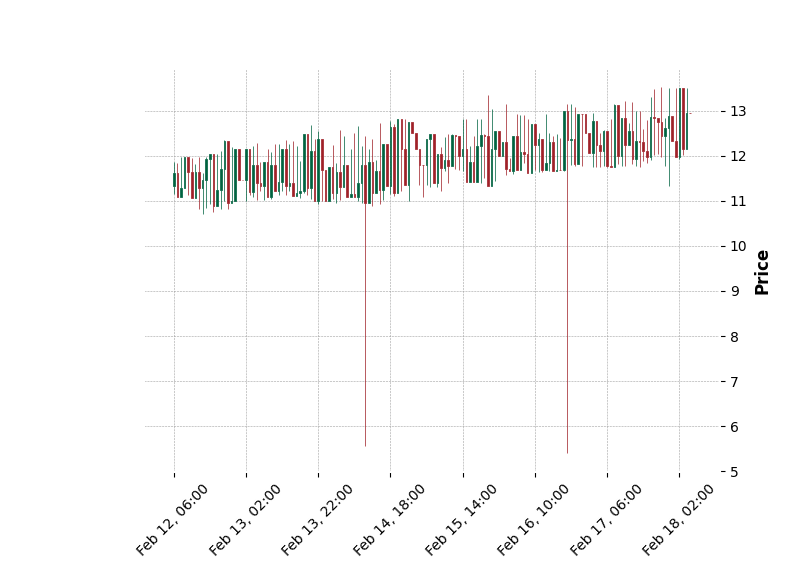 13
12
11
10
9
8
7
6
5
Price
Feb 12, 06:00
Feb 13, 02:00
Feb 13, 22:00
Feb 14, 18:00
Feb 15, 14:00
Feb 16, 10:00
Feb 17, 06:00
Feb 18, 02:00